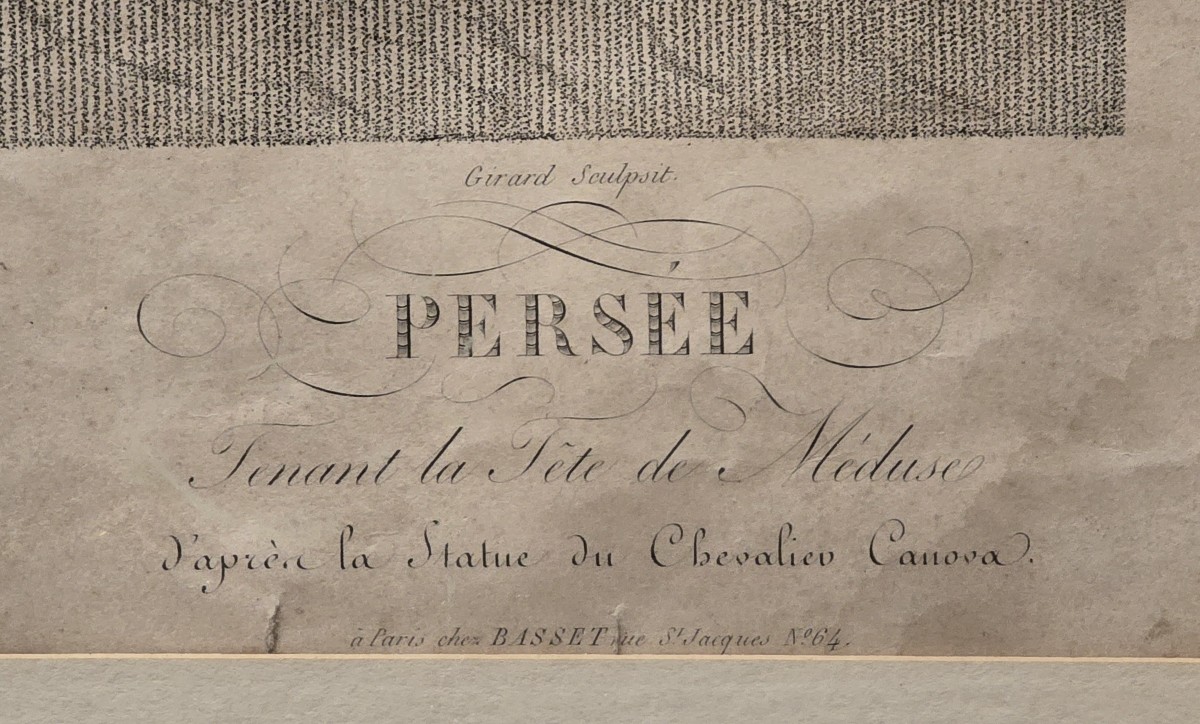 Girard Sculpsit.
PERSÉE
Tenant la Tête de Méduse
d'après la Statue du Chevalier Canova.
à Paris chez BASSET rue St. Jacques No. 64.